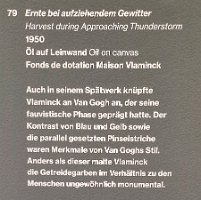 79 Ernte bei aufziehendem Gewitter
Harvest during Approaching Thunderstorm
1950
Öl auf Leinwand Oil on canvas
Fonds de dotation Maison Vlaminck
Auch in seinem Spätwerk knüpfte
Vlaminck an Van Gogh an, der seine
fauvistische Phase geprägt hatte. Der
Kontrast von Blau und Gelb sowie
die parallel gesetzten Pinselstriche
waren Merkmale von Van Goghs Stil.
Anders als dieser malte Vlaminck
die Getreidegarben im Verhältnis zu den
Menschen ungewöhnlich monumental.